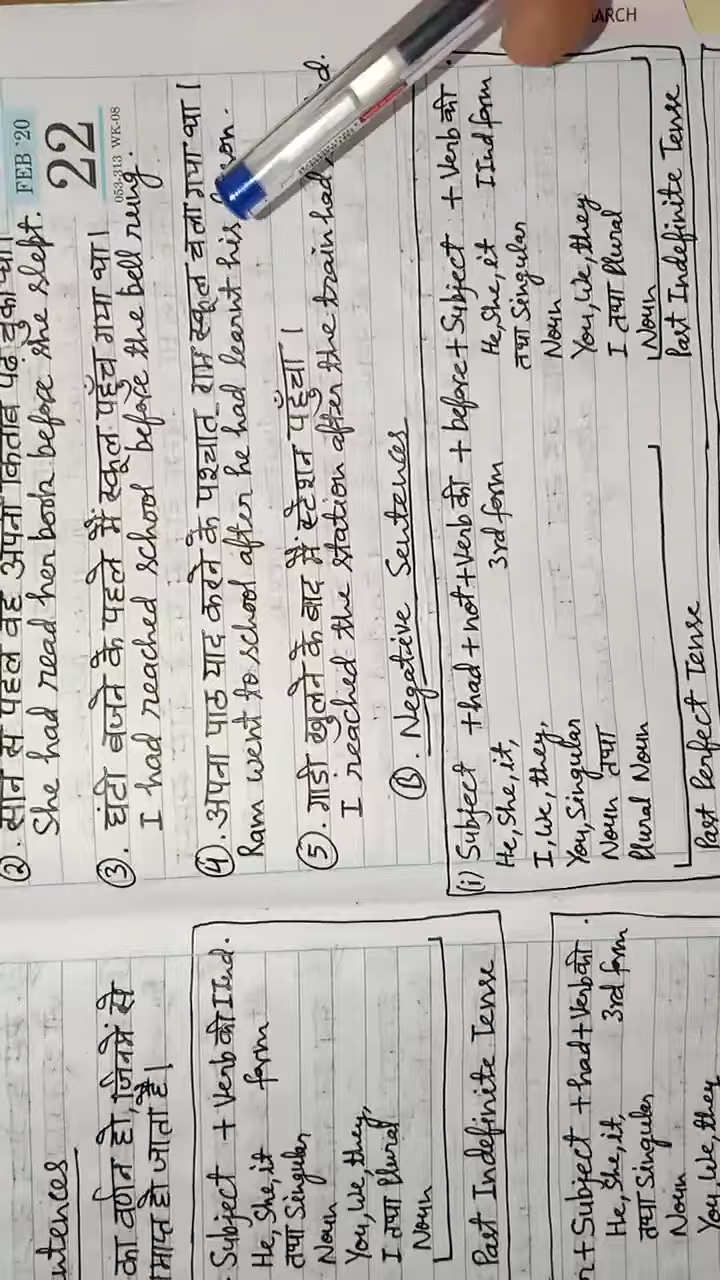 ARCH
FEB '20
22
053-313 WK-08
②. सोने से पहले वह अपनी किताब पढ़ चुकी थी।
She had read her book before she slept.
③. घंटी बजने के पहले मैं स्कूल पहुँच गया था।
I had reached school before the bell rung.
④. अपना पाठ याद करने के पश्चात् राम स्कूल चला गया था।
Ram went to school after he had learnt his
⑤. गाडी खुलने के बाद मैं स्टेशन पहुँचा।
I reached the station after the train had
Ⓑ. Negative Sentences
(i) Subject + had + not + Verb की + before + Subject + Verb की
He, She, it, 3rd form He, She, it IInd form
I, We, they, तथा Singular
You, Singular Noun
Noun तथा You, We, they
Plural Noun I तथा Plural
Noun
Past Perfect Tense Past Indefinite Tense
ntences
का वर्णन हो, जिनमें से
समाप्त हो जाता है।
Subject + Verb की IInd.
He, She, it form
तथा Singular
Noun
You, We, they,
I तथा Plural
Noun
Past Indefinite Tense
+ Subject + had + Verb की
He, She, it, 3rd form
तथा Singular
Noun
You, We, they